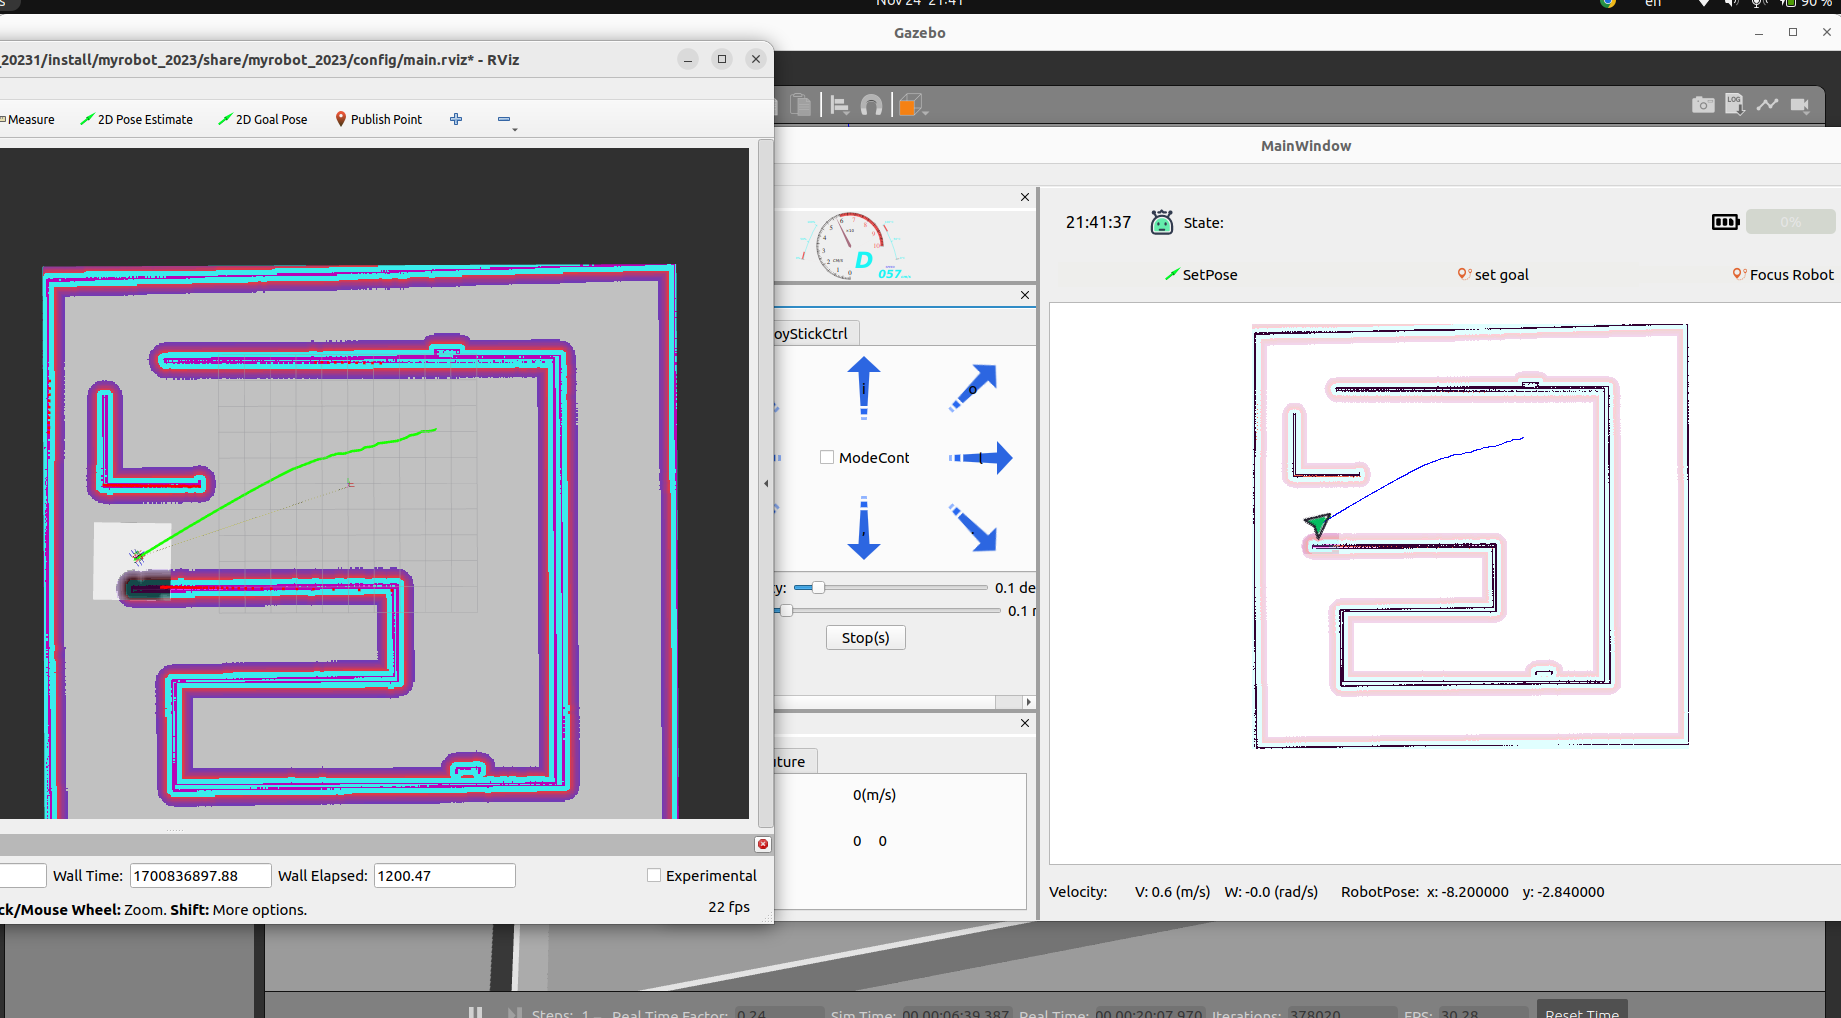 Nov 24 21:41
en
90 %
Gazebo
20231/install/myrobot_2023/share/myrobot_2023/config/main.rviz* - RViz
Measure
2D Pose Estimate
2D Goal Pose
Publish Point
LOG
MainWindow
21:41:37
State:
0%
D
057
SetPose
set goal
Focus Robot
oyStickCtrl
i
o
ModeCont
l
,
.
y:
0.1 de
0.1 r
Stop(s)
ture
0(m/s)
0 0
Wall Time:
1700836897.88
Wall Elapsed:
1200.47
Experimental
ck/Mouse Wheel: Zoom. Shift: More options.
22 fps
Velocity: V: 0.6 (m/s) W: -0.0 (rad/s) RobotPose: x: -8.200000 y: -2.840000
Steps: 1
Real Time Factor: 0.24
Sim Time: 00 00:06:39.387
Real Time: 00 00:20:07.970
Iterations: 378020
FPS: 30.28
Reset Time